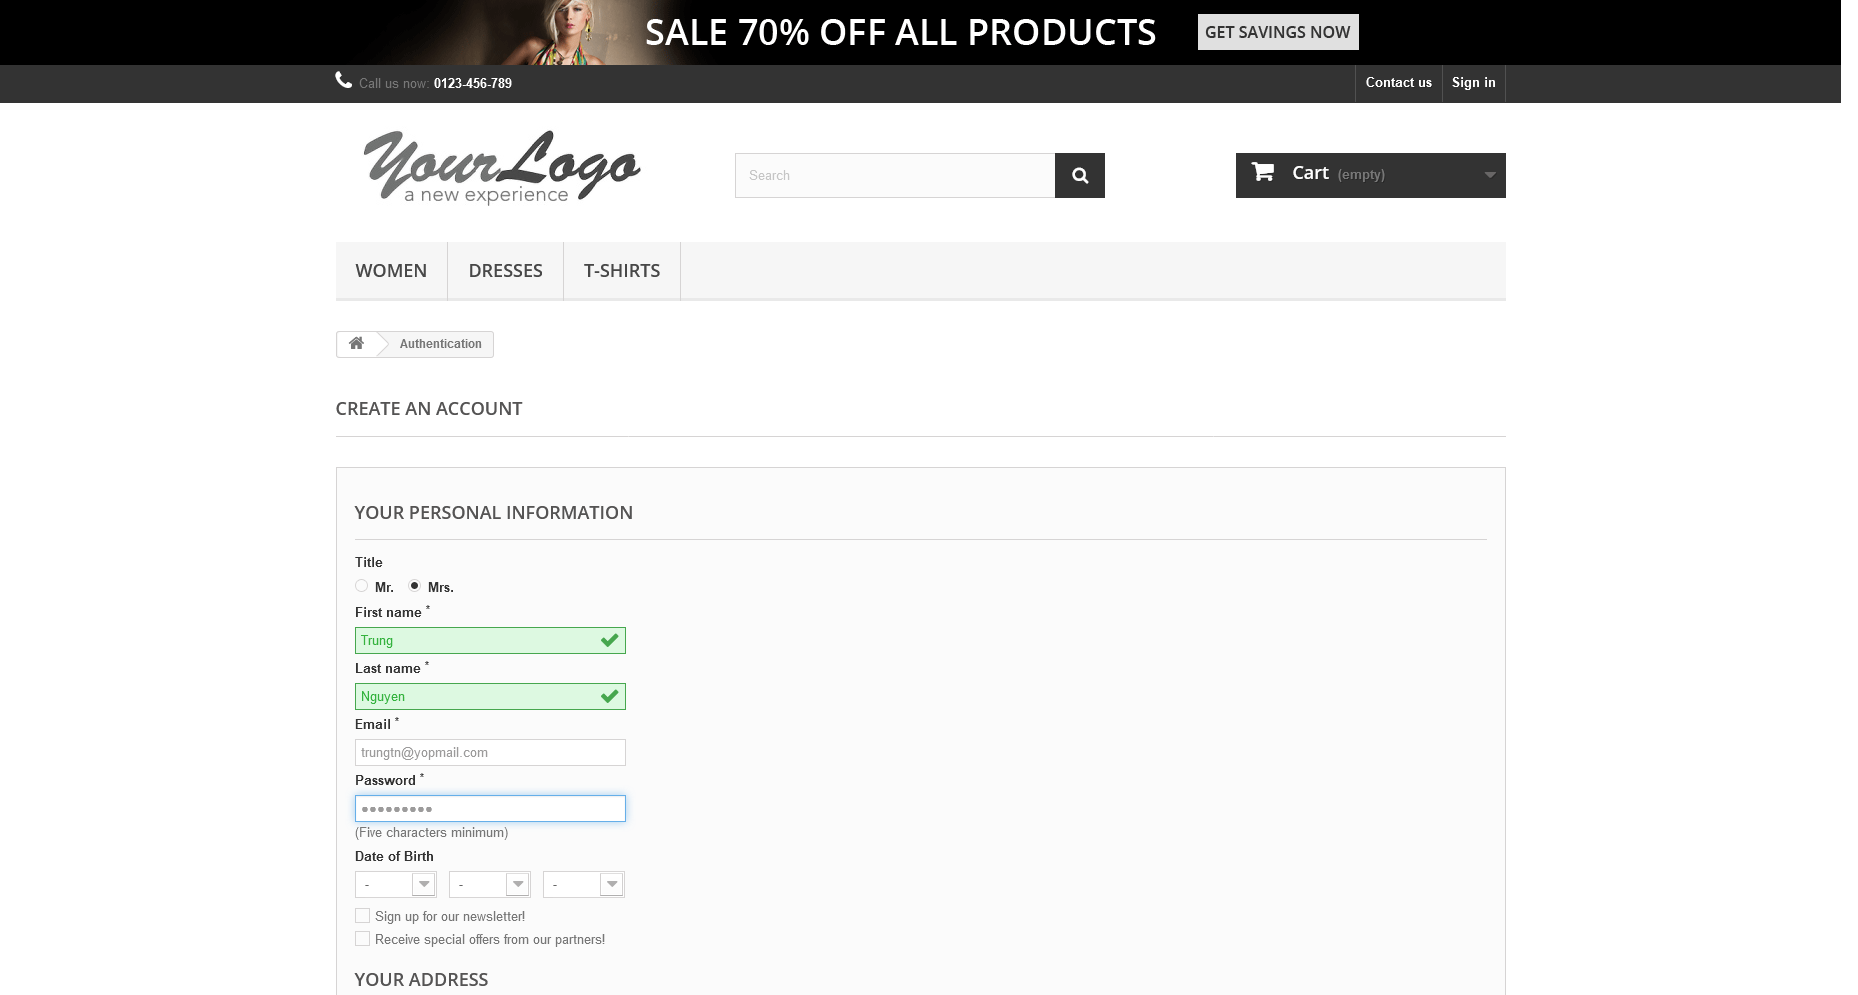 SALE 70% OFF ALL PRODUCTS GET SAVINGS NOW
Call us now: 0123-456-789 Contact us Sign in
YourLogo
a new experience
Search
Cart (empty)
WOMEN DRESSES T-SHIRTS
Authentication
CREATE AN ACCOUNT
YOUR PERSONAL INFORMATION
Title
Mr. Mrs.
First name *
Trung
Last name *
Nguyen
Email *
trungtn@yopmail.com
Password *
•••••••••
(Five characters minimum)
Date of Birth
- - -
Sign up for our newsletter!
Receive special offers from our partners!
YOUR ADDRESS